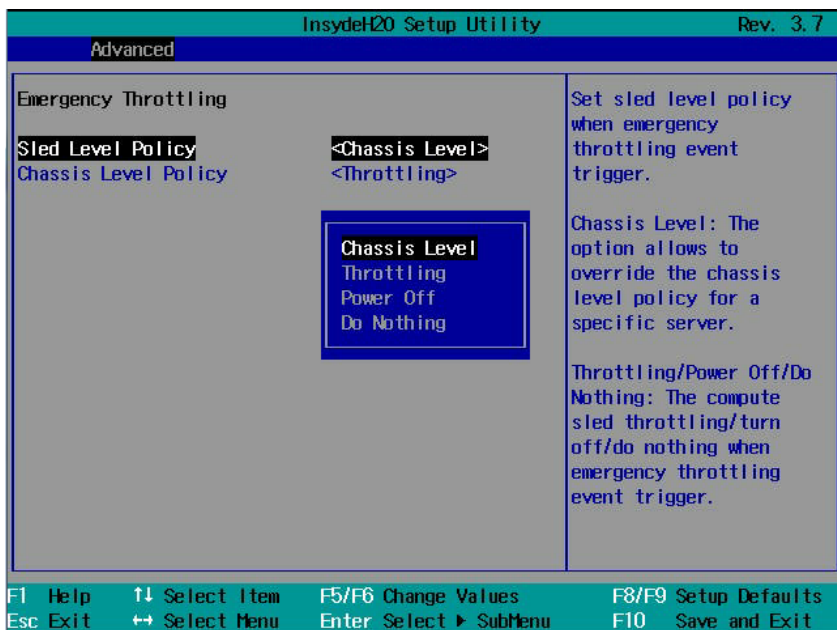 InsydeH2O Setup Utility Rev. 3.7
Advanced
Emergency Throttling
Sled Level Policy <Chassis Level>
Chassis Level Policy <Throttling>
Chassis Level
Throttling
Power Off
Do Nothing
Set sled level policy
when emergency
throttling event
trigger.
Chassis Level: The
option allows to
override the chassis
level policy for a
specific server.
Throttling/Power Off/Do
Nothing: The compute
sled throttling/turn
off/do nothing when
emergency throttling
event trigger.
F1 Help ↑↓ Select Item F5/F6 Change Values F8/F9 Setup Defaults
Esc Exit ↔ Select Menu Enter Select ▶ SubMenu F10 Save and Exit